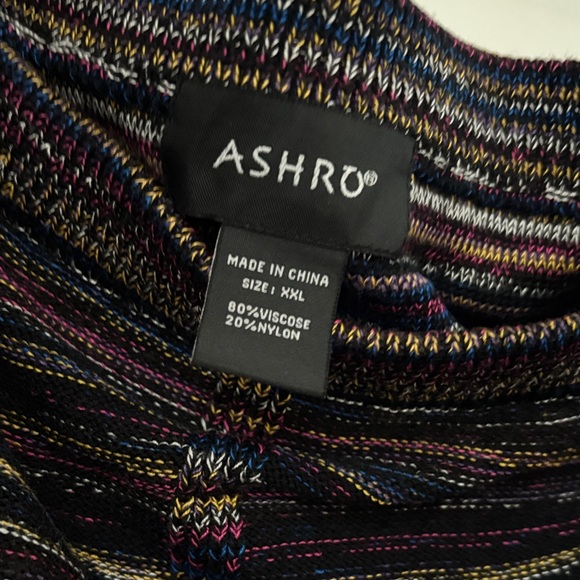 ASHRO®
MADE IN CHINA
SIZE: XXL
80%VISCOSE
20%NYLON